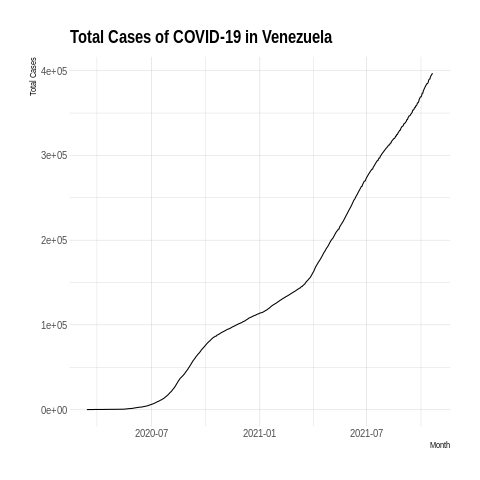 Total Cases of COVID-19 in Venezuela
Total Cases
4e+05
3e+05
2e+05
1e+05
0e+00
2020-07
2021-01
2021-07
Month